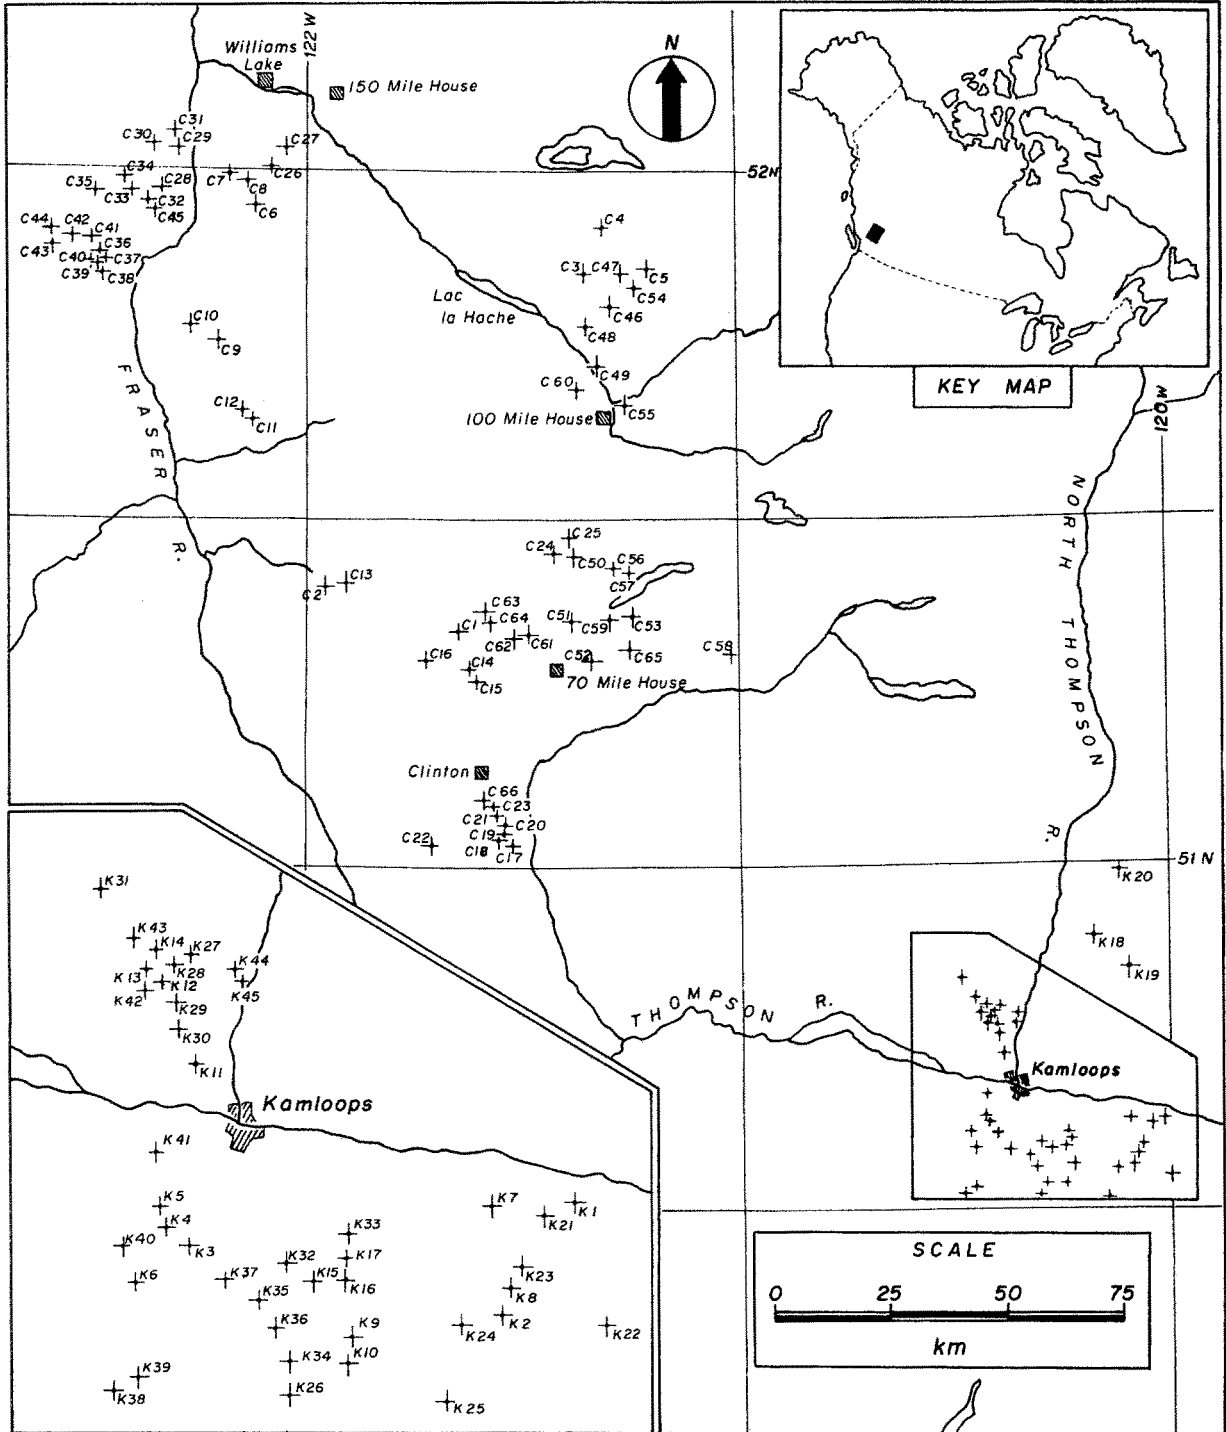 Williams
Lake
122 W
150 Mile House
N
C31
C30
C29
C27
C34
C7
C26
52N
C35
C33
C28
C8
C32
C6
C45
C44
C42
C41
C43
C36
C40
C37
C39
C38
C4
C3
C47
C5
C54
C46
C48
Lac
la Hache
C10
C9
C49
C60
C55
100 Mile House
C12
C11
FRASER
R.
KEY MAP
120 W
NORTH THOMPSON
R.
C25
C24
C50
C56
C57
C2
C13
C63
C1
C64
C51
C59
C53
C62
C61
C16
C14
C52
C65
C58
C15
70 Mile House
Clinton
C66
C23
C21
C20
C19
C22
C18
C17
51 N
K20
K18
K19
K31
K43
K14
K27
K44
K13
K28
K12
K42
K45
K29
K30
K11
THOMPSON R.
Kamloops
Kamloops
K41
K5
K4
K7
K1
K21
K40
K3
K33
K32
K17
K6
K37
K15
K16
K23
K35
K8
K36
K9
K24
K2
K22
K34
K10
K39
K38
K26
K25
SCALE
0 25 50 75
km